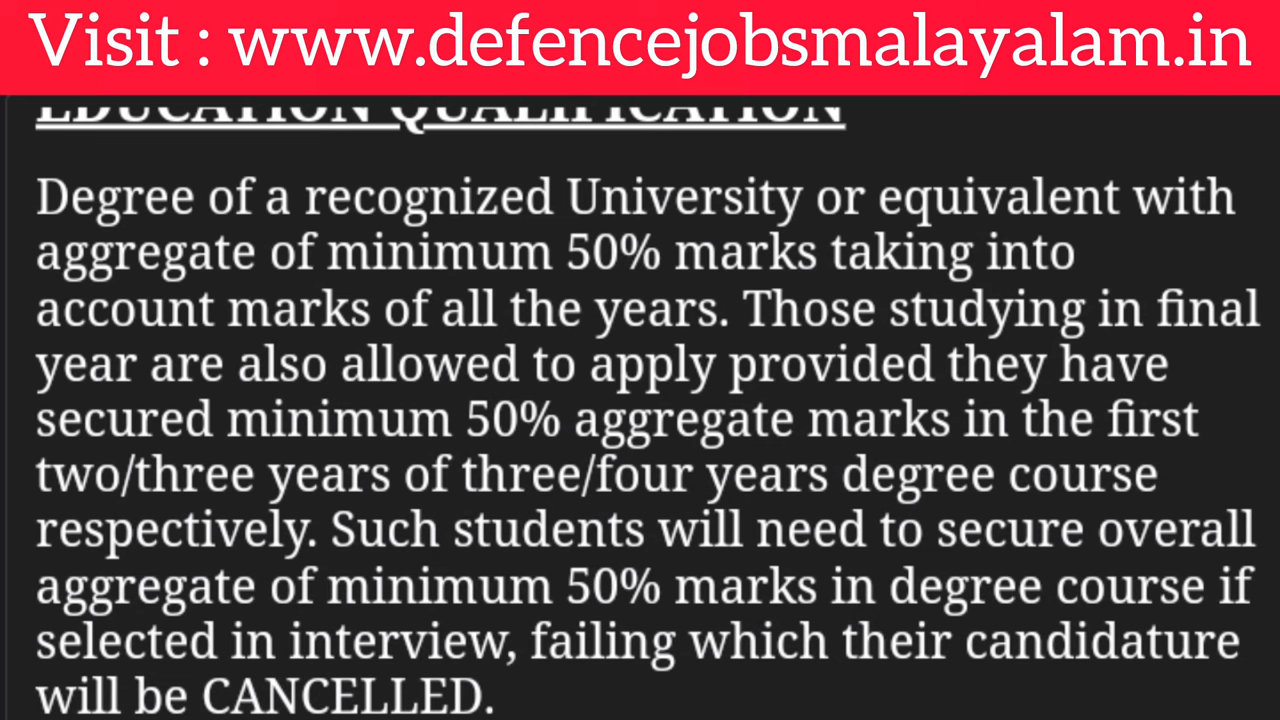 Visit : www.defencejobsmalayalam.in
EDUCATION QUALIFICATION
Degree of a recognized University or equivalent with
aggregate of minimum 50% marks taking into
account marks of all the years. Those studying in final
year are also allowed to apply provided they have
secured minimum 50% aggregate marks in the first
two/three years of three/four years degree course
respectively. Such students will need to secure overall
aggregate of minimum 50% marks in degree course if
selected in interview, failing which their candidature
will be CANCELLED.